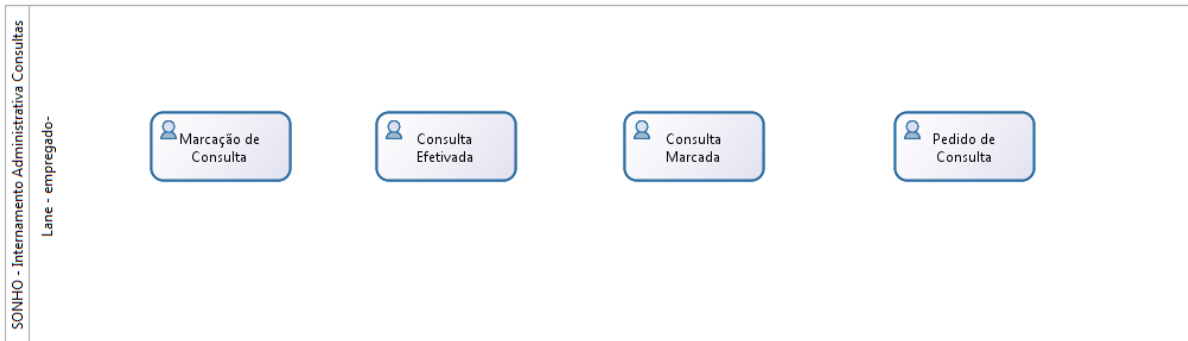 SONHO - Internamento Administrativa Consultas
Lane - empregado-
Marcação de
Consulta
Consulta
Efetivada
Consulta
Marcada
Pedido de
Consulta